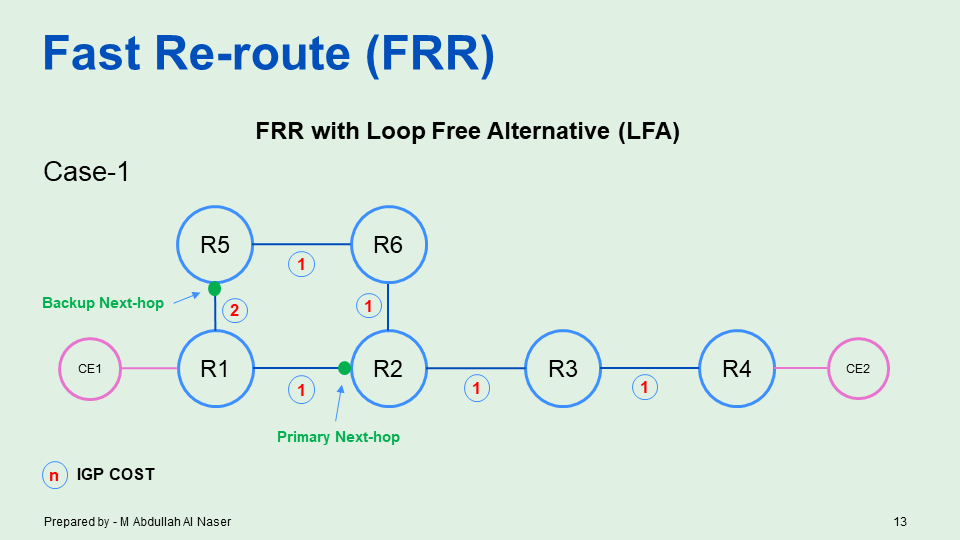 Fast Re-route (FRR)
FRR with Loop Free Alternative (LFA)
Case-1
R5
R6
1
Backup Next-hop
2
1
CE1
R1
R2
R3
R4
CE2
1
1
1
Primary Next-hop
n IGP COST
Prepared by - M Abdullah Al Naser
13